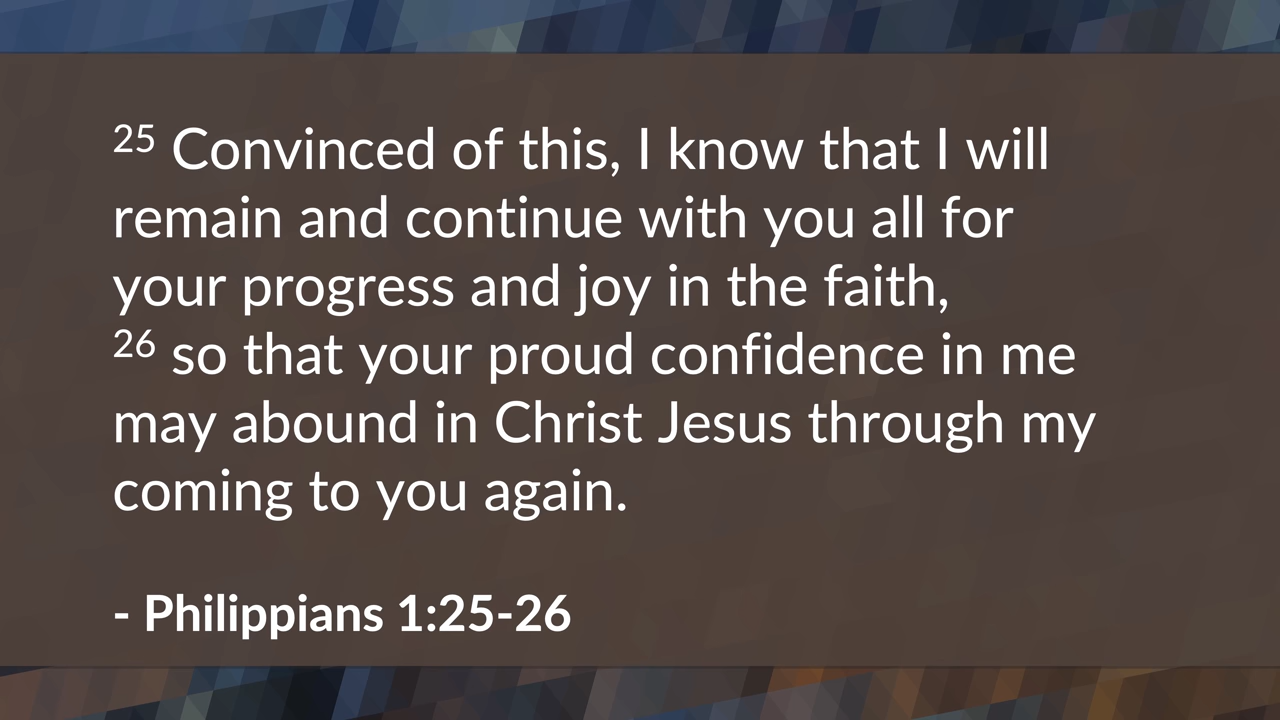 25 Convinced of this, I know that I will
remain and continue with you all for
your progress and joy in the faith,
26 so that your proud confidence in me
may abound in Christ Jesus through my
coming to you again.
- Philippians 1:25-26